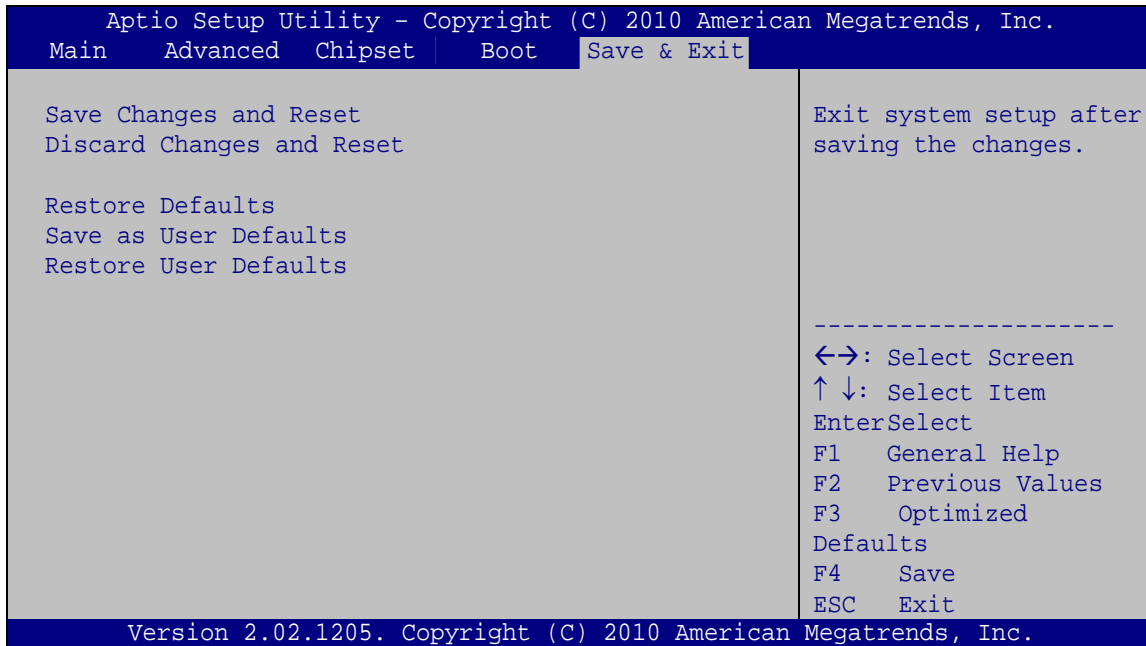 Aptio Setup Utility – Copyright (C) 2010 American Megatrends, Inc.
Main Advanced Chipset Boot Save & Exit
Save Changes and Reset
Discard Changes and Reset
Restore Defaults
Save as User Defaults
Restore User Defaults
Exit system setup after
saving the changes.
---------------------
←→: Select Screen
↑ ↓: Select Item
EnterSelect
F1 General Help
F2 Previous Values
F3 Optimized
Defaults
F4 Save
ESC Exit
Version 2.02.1205. Copyright (C) 2010 American Megatrends, Inc.